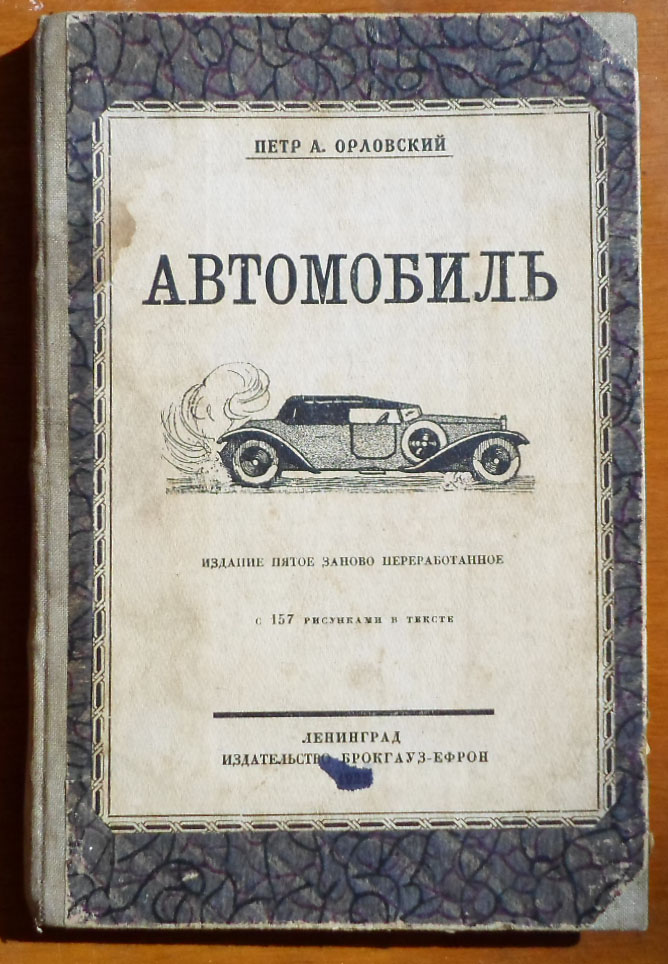 ПЕТР А. ОРЛОВСКИЙ
АВТОМОБИЛЬ
ИЗДАНИЕ ПЯТОЕ ЗАНОВО ПЕРЕРАБОТАННОЕ
С 157 РИСУНКАМИ В ТЕКСТЕ
ЛЕНИНГРАД
ИЗДАТЕЛЬСТВО БРОКГАУЗ-ЕФРОН